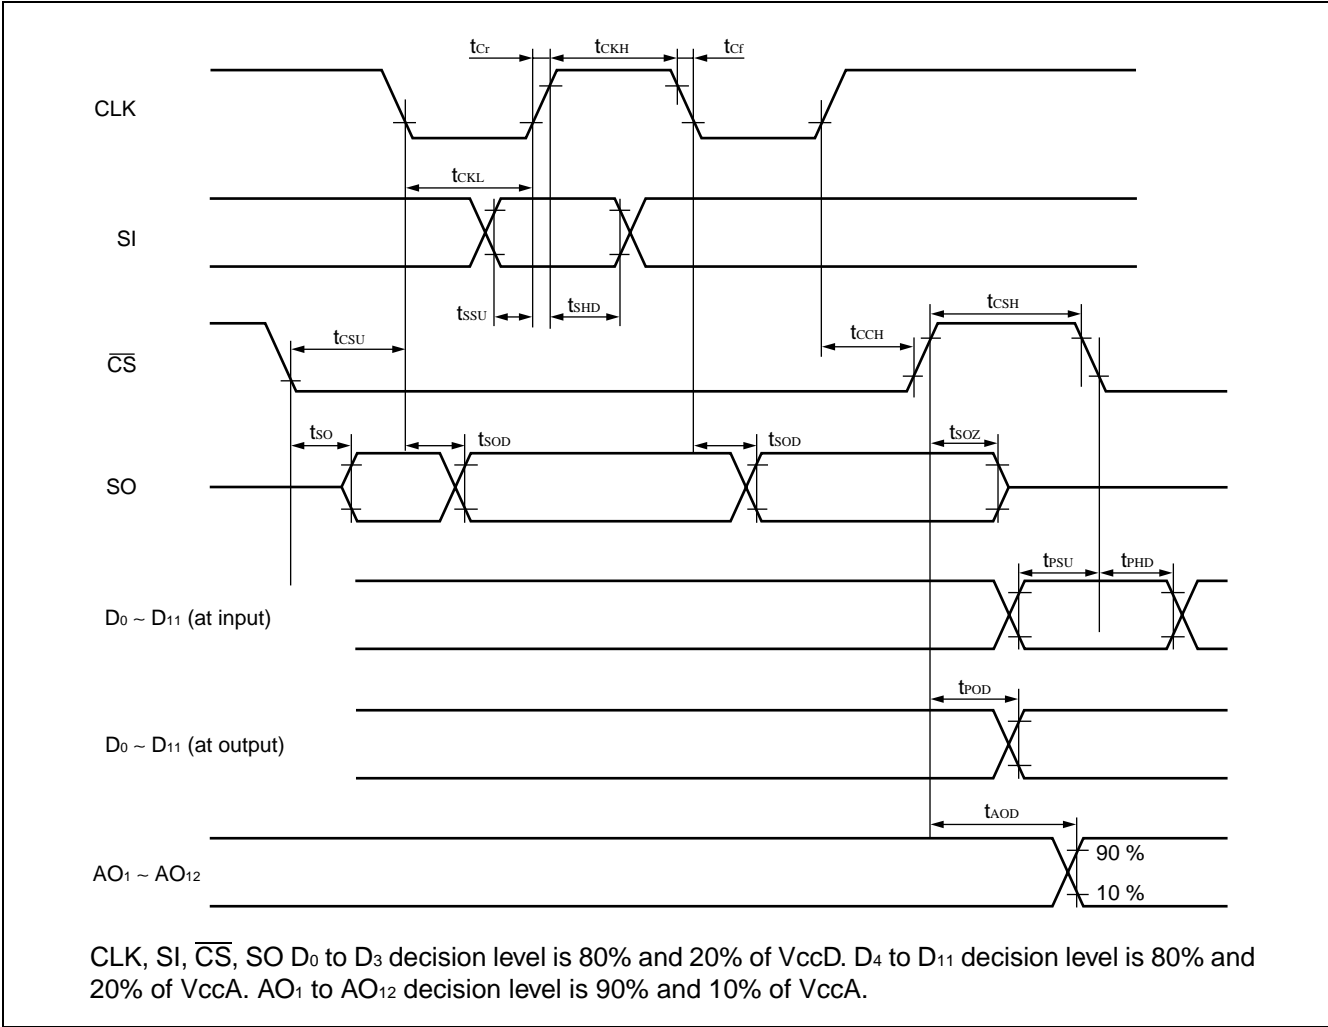 tCr
tCKH
tCf
CLK
tCKL
SI
tSSU
tSHD
tCSH
tCSU
tCCH
CS
tSO
tSOD
tSOD
tSOZ
SO
tPSU
tPHD
D0 ~ D11 (at input)
tPOD
D0 ~ D11 (at output)
tAOD
90 %
AO1 ~ AO12
10 %
CLK, SI, CS, SO D0 to D3 decision level is 80% and 20% of VccD. D4 to D11 decision level is 80% and
20% of VccA. AO1 to AO12 decision level is 90% and 10% of VccA.